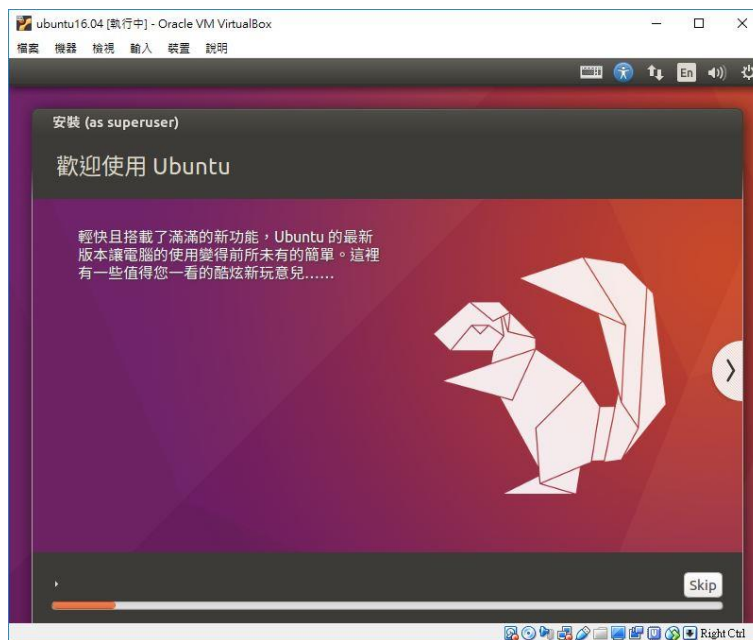 ubuntu16.04 [執行中] - Oracle VM VirtualBox
檔案 機器 檢視 輸入 裝置 說明
En
安裝 (as superuser)
歡迎使用 Ubuntu
輕快且搭載了滿滿的新功能，Ubuntu 的最新
版本讓電腦的使用變得前所未有的簡單。這裡
有一些值得您一看的酷炫新玩意兒……
Skip
Right Ctrl